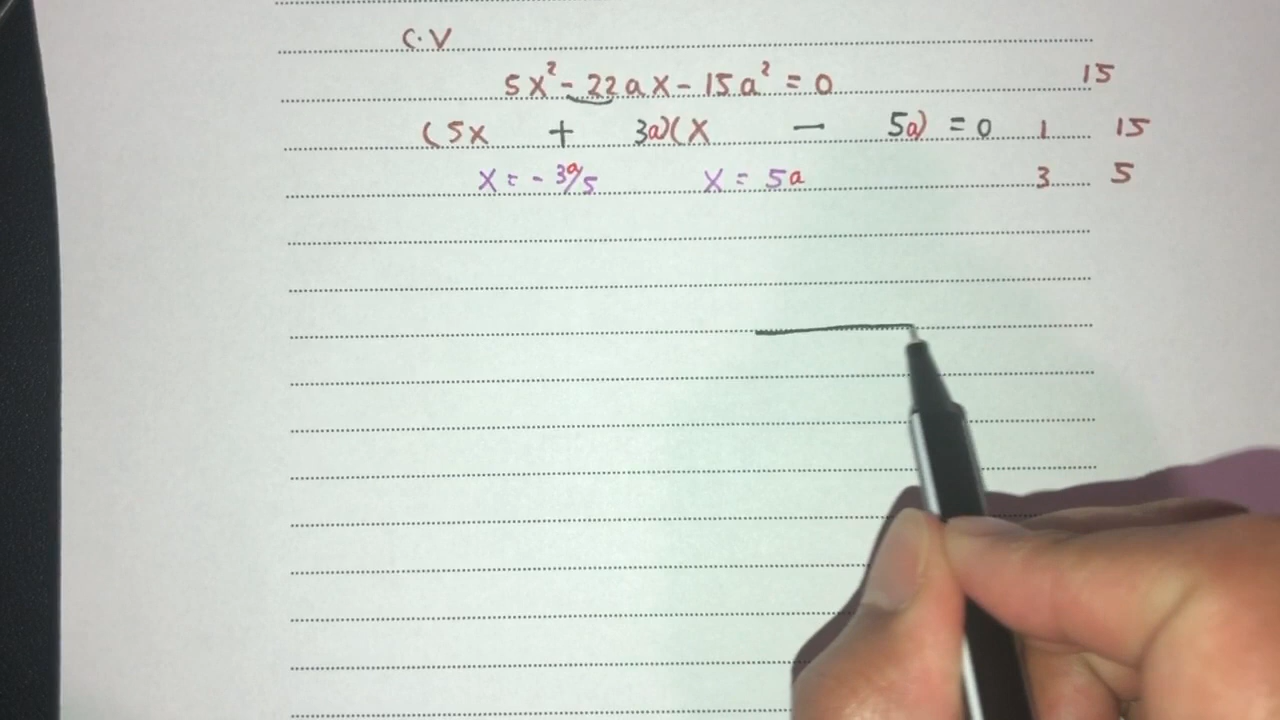 C.V
5x² - 22ax - 15a² = 0 15
(5x + 3a)(x - 5a) = 0 1 15
x = - 3a/5 x = 5a 3 5